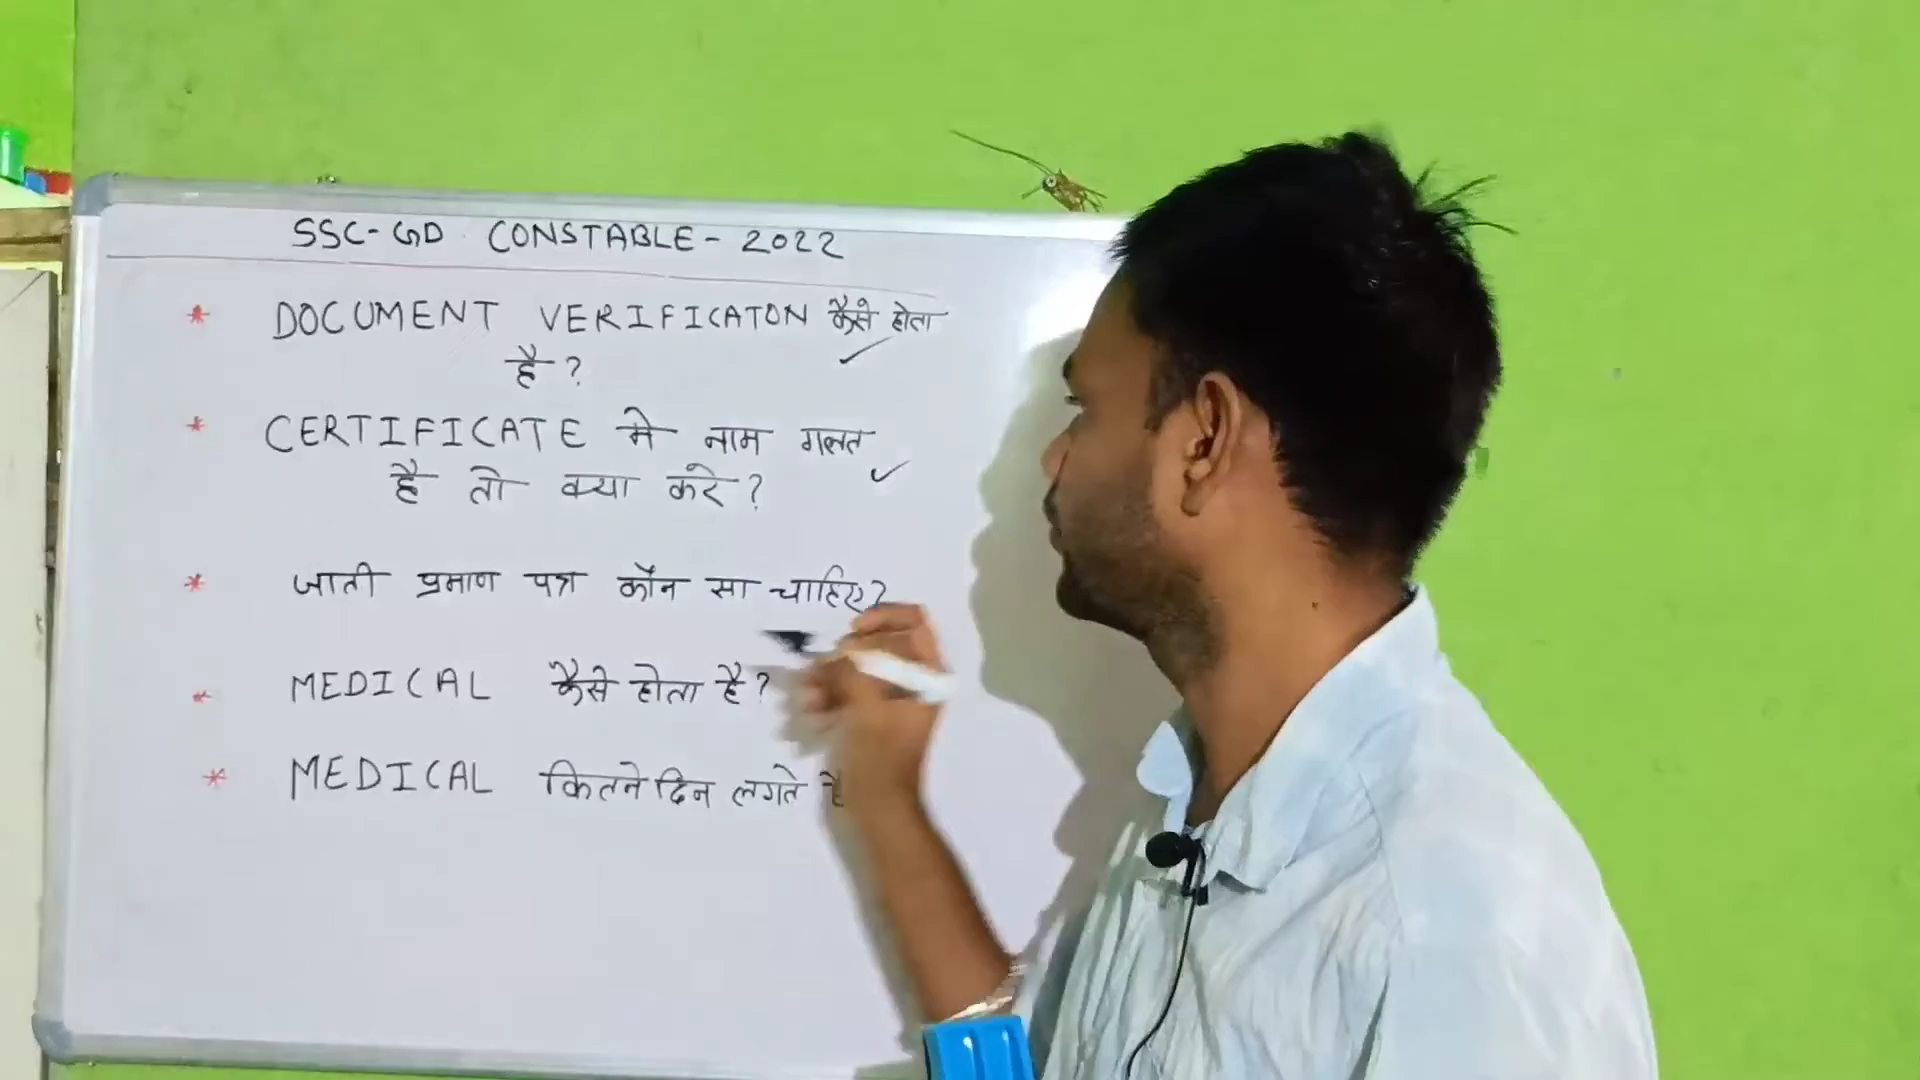 SSC-GD CONSTABLE - 2022
* DOCUMENT VERIFICATON कैसे होता
है ?
* CERTIFICATE मे नाम गलत
है तो क्या करे ?
* जाती प्रमाण पत्र कौन सा चाहिए?
* MEDICAL कैसे होता है ?
* MEDICAL कितने दिन लगते है